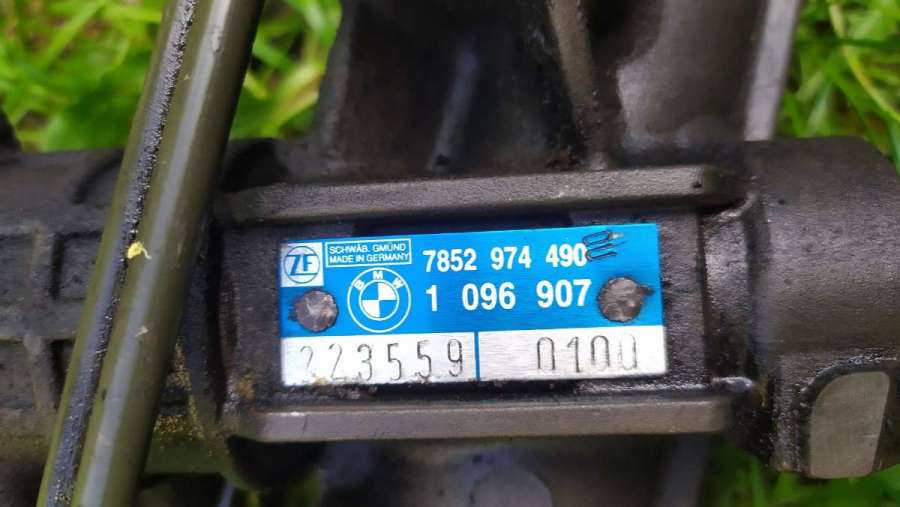 ZF
SCHWÄB. GMÜND
MADE IN GERMANY
7852 974 490
BMW
1 096 907
223559
0100